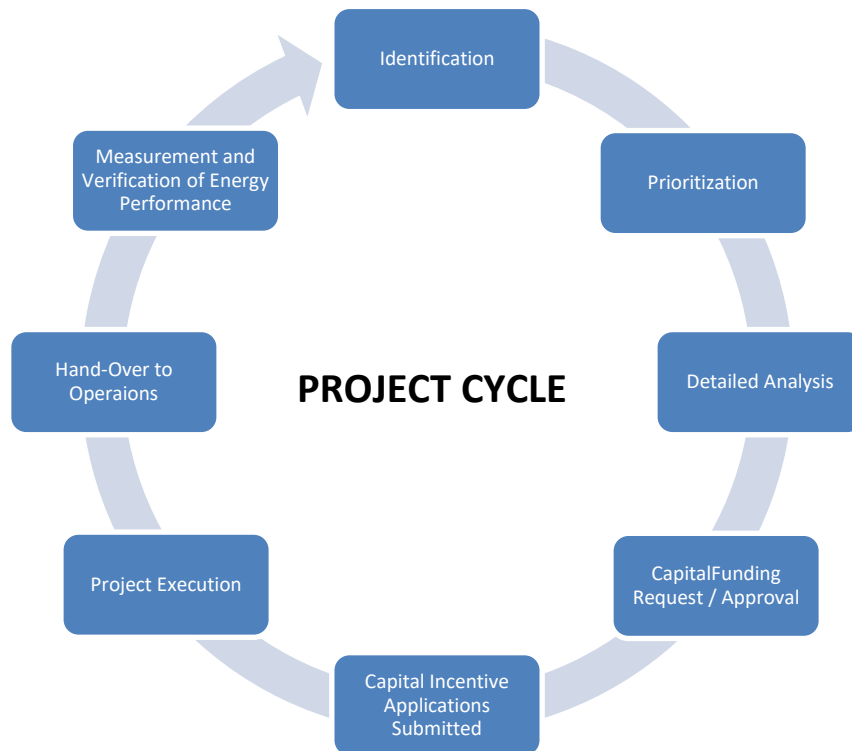 Identification
Prioritization
Detailed Analysis
CapitalFunding
Request / Approval
Capital Incentive
Applications
Submitted
Project Execution
Hand-Over to
Operaions
Measurement and
Verification of Energy
Performance
PROJECT CYCLE